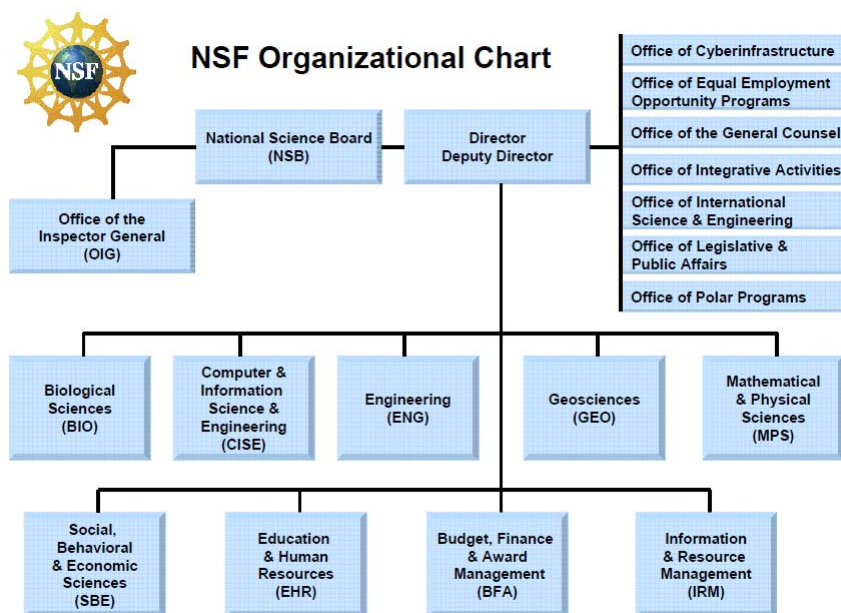 NSF
NSF Organizational Chart
National Science Board
(NSB)
Director
Deputy Director
Office of the
Inspector General
(OIG)
Office of Cyberinfrastructure
Office of Equal Employment
Opportunity Programs
Office of the General Counsel
Office of Integrative Activities
Office of International
Science & Engineering
Office of Legislative &
Public Affairs
Office of Polar Programs
Biological
Sciences
(BIO)
Computer &
Information
Science &
Engineering
(CISE)
Engineering
(ENG)
Geosciences
(GEO)
Mathematical
& Physical
Sciences
(MPS)
Social,
Behavioral
& Economic
Sciences
(SBE)
Education
& Human
Resources
(EHR)
Budget, Finance
& Award
Management
(BFA)
Information
& Resource
Management
(IRM)